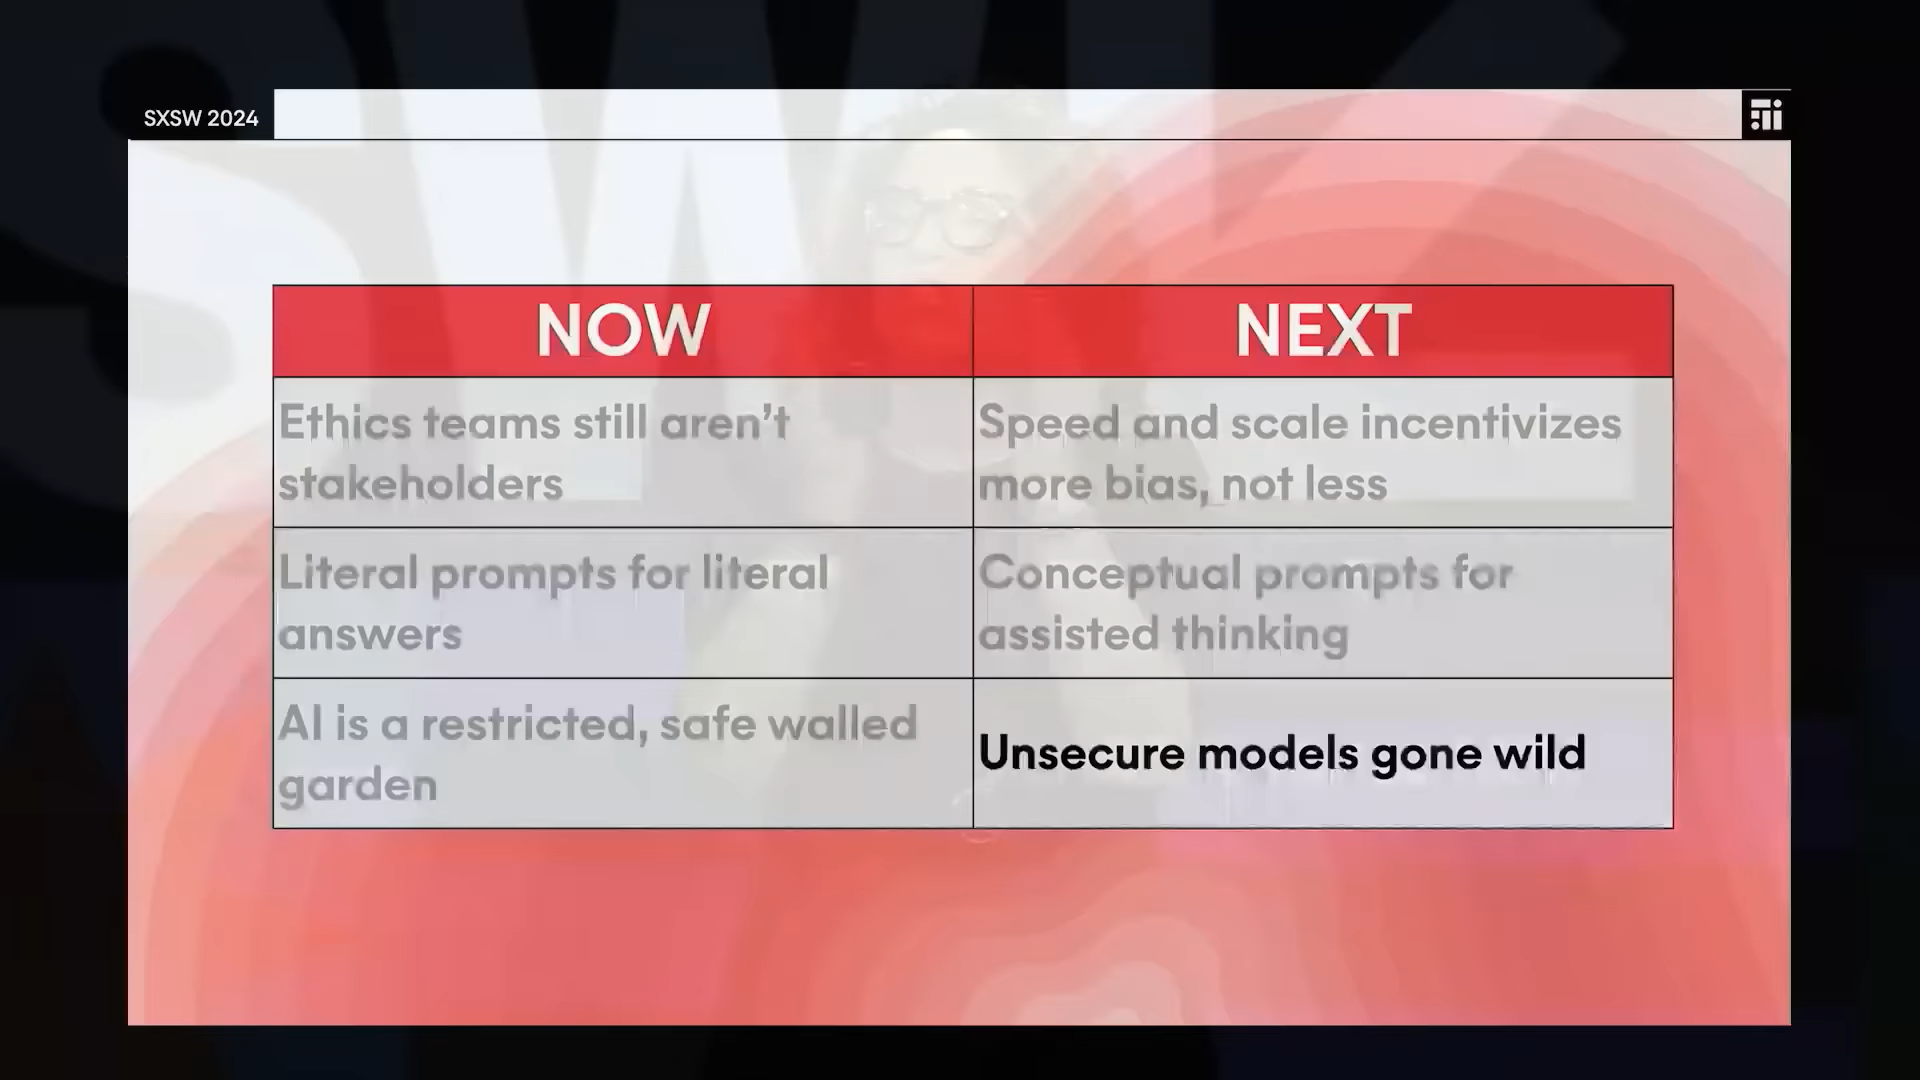 SXSW 2024
NOW
NEXT
Ethics teams still aren’t
stakeholders
Speed and scale incentivizes
more bias, not less
Literal prompts for literal
answers
Conceptual prompts for
assisted thinking
AI is a restricted, safe walled
garden
Unsecure models gone wild